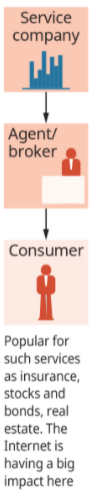 Service
company
Agent/
broker
Consumer
Popular for
such services
as insurance,
stocks and
bonds, real
estate. The
Internet is
having a big
impact here